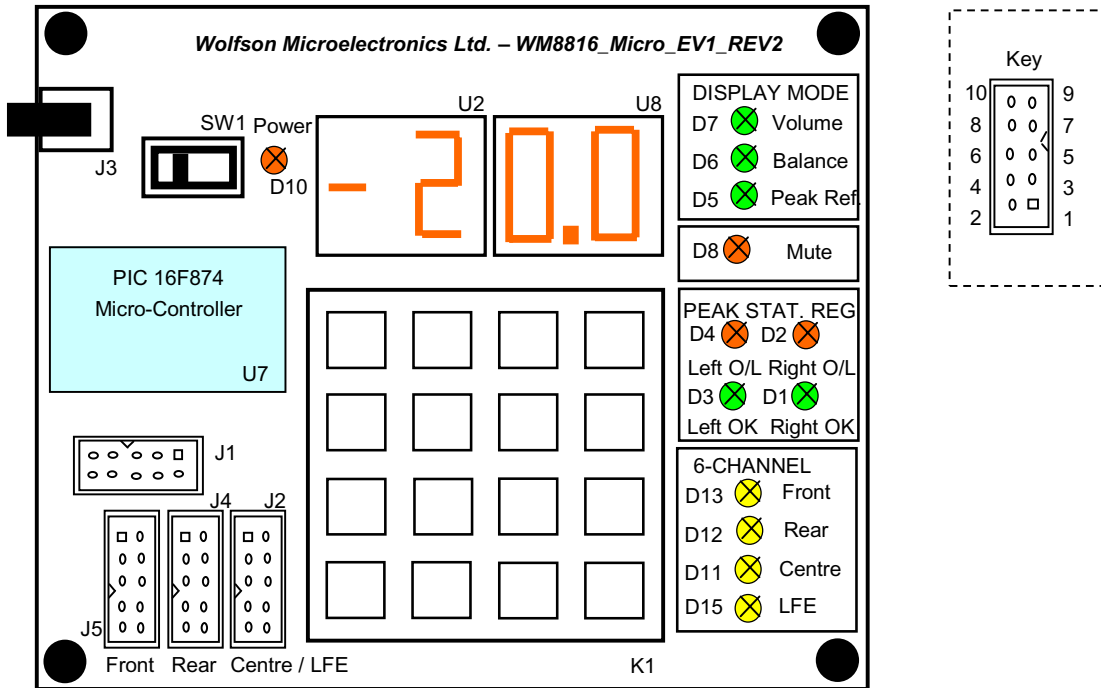 Wolfson Microelectronics Ltd. – WM8816_Micro_EV1_REV2
J3
SW1 Power
D10
U2
U8
- 20.0
DISPLAY MODE
D7 Volume
D6 Balance
D5 Peak Ref.
D8 Mute
PEAK STAT. REG
D4 D2
Left O/L Right O/L
D3 D1
Left OK Right OK
6-CHANNEL
D13 Front
D12 Rear
D11 Centre
D15 LFE
PIC 16F874
Micro-Controller
U7
J1
J4 J2
J5
Front Rear Centre / LFE
K1
Key
10 9
8 7
6 5
4 3
2 1